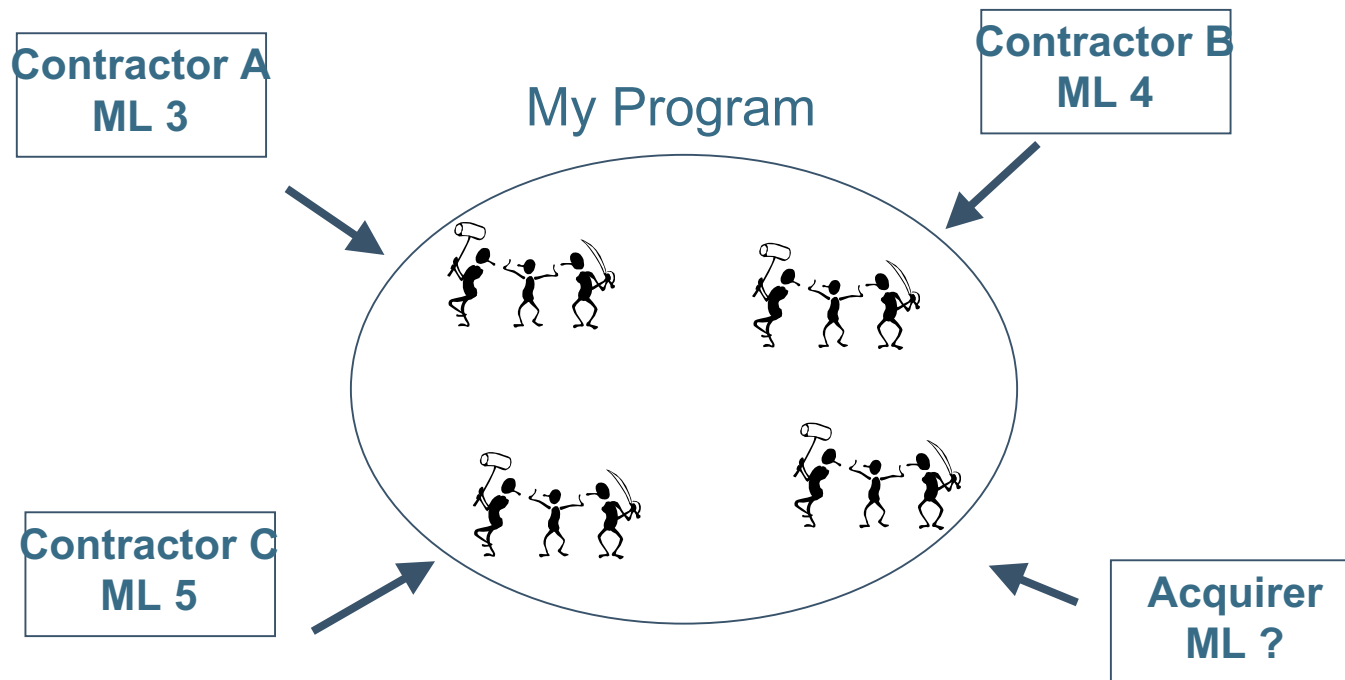 Contractor A
ML 3
My Program
Contractor B
ML 4
Contractor C
ML 5
Acquirer
ML ?